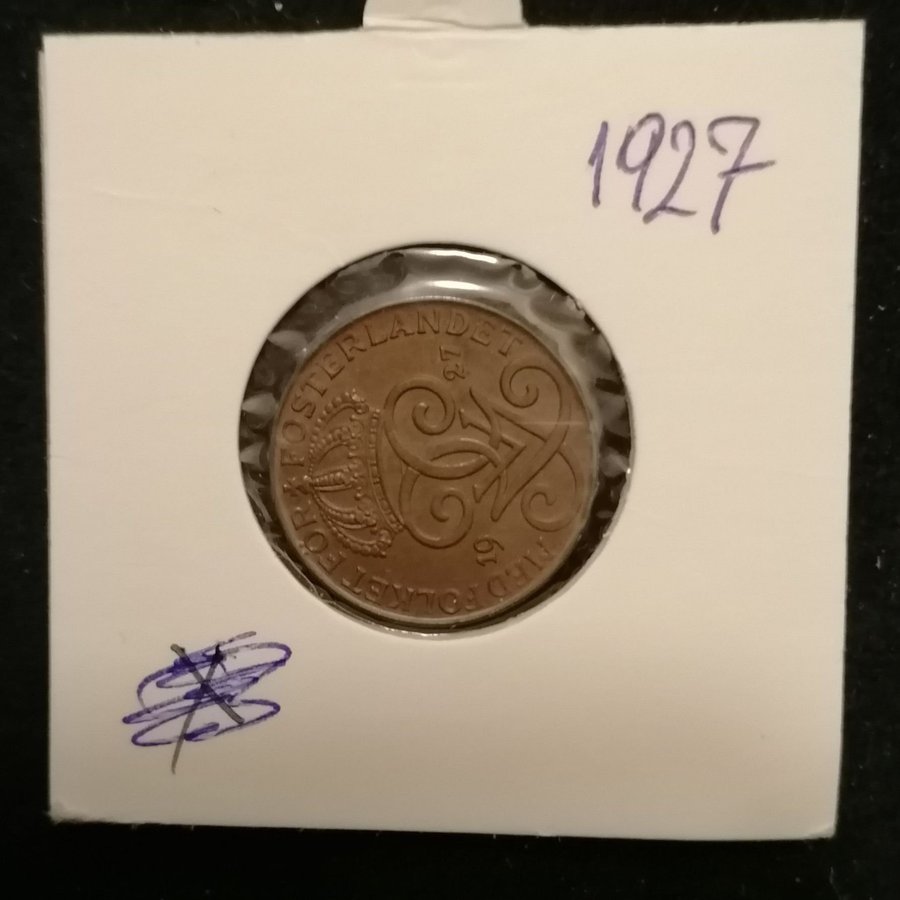 1927
MED FOLKET FÖR ★ FOSTERLANDET
19 27